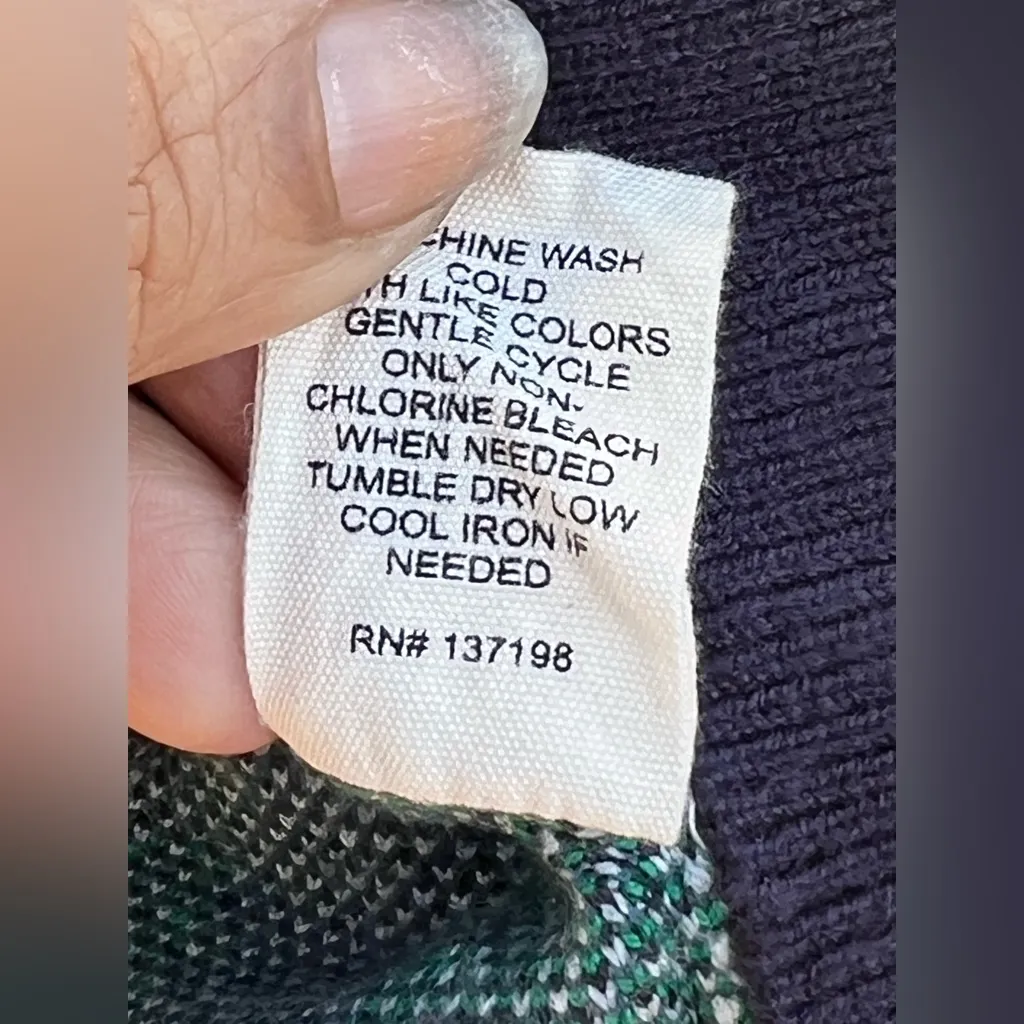 CHINE WASH
COLD
TH LIKE COLORS
GENTLE CYCLE
ONLY NON-
CHLORINE BLEACH
WHEN NEEDED
TUMBLE DRY LOW
COOL IRON IF
NEEDED
RN# 137198